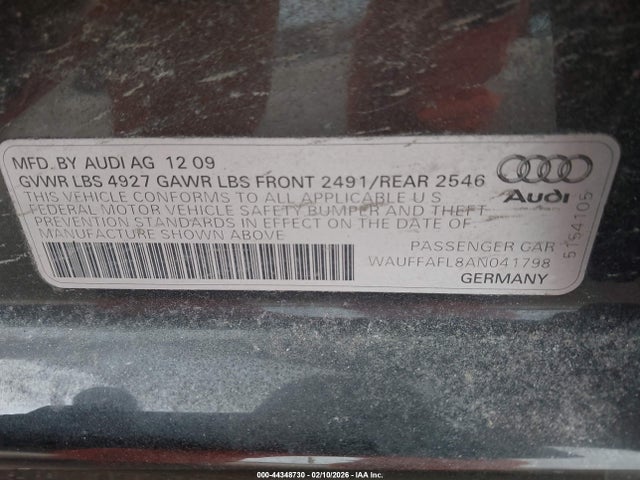 MFD. BY AUDI AG 12 09
GVWR LBS 4927 GAWR LBS FRONT 2491/REAR 2546
THIS VEHICLE CONFORMS TO ALL APPLICABLE U S
FEDERAL MOTOR VEHICLE SAFETY BUMPER AND THEFT
PREVENTION STANDARDS IN EFFECT ON THE DATE OF
MANUFACTURE SHOWN ABOVE
Audi
PASSENGER CAR
WAUFFAFL8AN041798
GERMANY
5164105
000-44348730 - 02/10/2026 - IAA Inc.